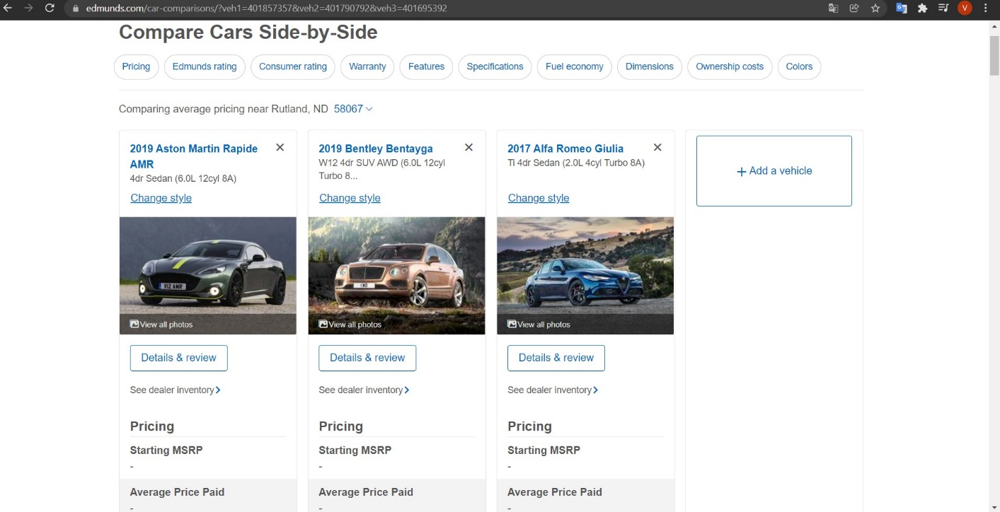 edmunds.com/car-comparisons/?veh1=401857357&veh2=401790792&veh3=401695392
V
Compare Cars Side-by-Side
Pricing
Edmunds rating
Consumer rating
Warranty
Features
Specifications
Fuel economy
Dimensions
Ownership costs
Colors
Comparing average pricing near Rutland, ND 58067
2019 Aston Martin Rapide
AMR
4dr Sedan (6.0L 12cyl 8A)
Change style
V12 AMR
View all photos
Details & review
See dealer inventory
Pricing
Starting MSRP
-
Average Price Paid
-
2019 Bentley Bentayga
W12 4dr SUV AWD (6.0L 12cyl
Turbo 8...
Change style
View all photos
Details & review
See dealer inventory
Pricing
Starting MSRP
-
Average Price Paid
-
2017 Alfa Romeo Giulia
Ti 4dr Sedan (2.0L 4cyl Turbo 8A)
Change style
View all photos
Details & review
See dealer inventory
Pricing
Starting MSRP
-
Average Price Paid
-
+ Add a vehicle